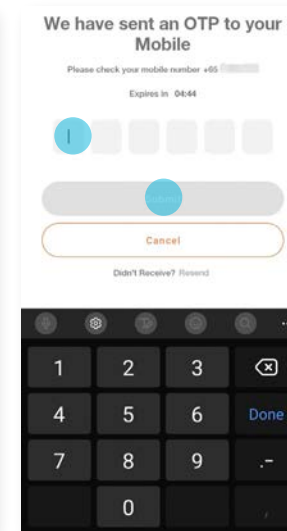 We have sent an OTP to your
Mobile
Please check your mobile number +65
Expires in 04:44
Cancel
Didn't Receive? Resend
1 2 3
4 5 6 Done
7 8 9 .-
0 ,